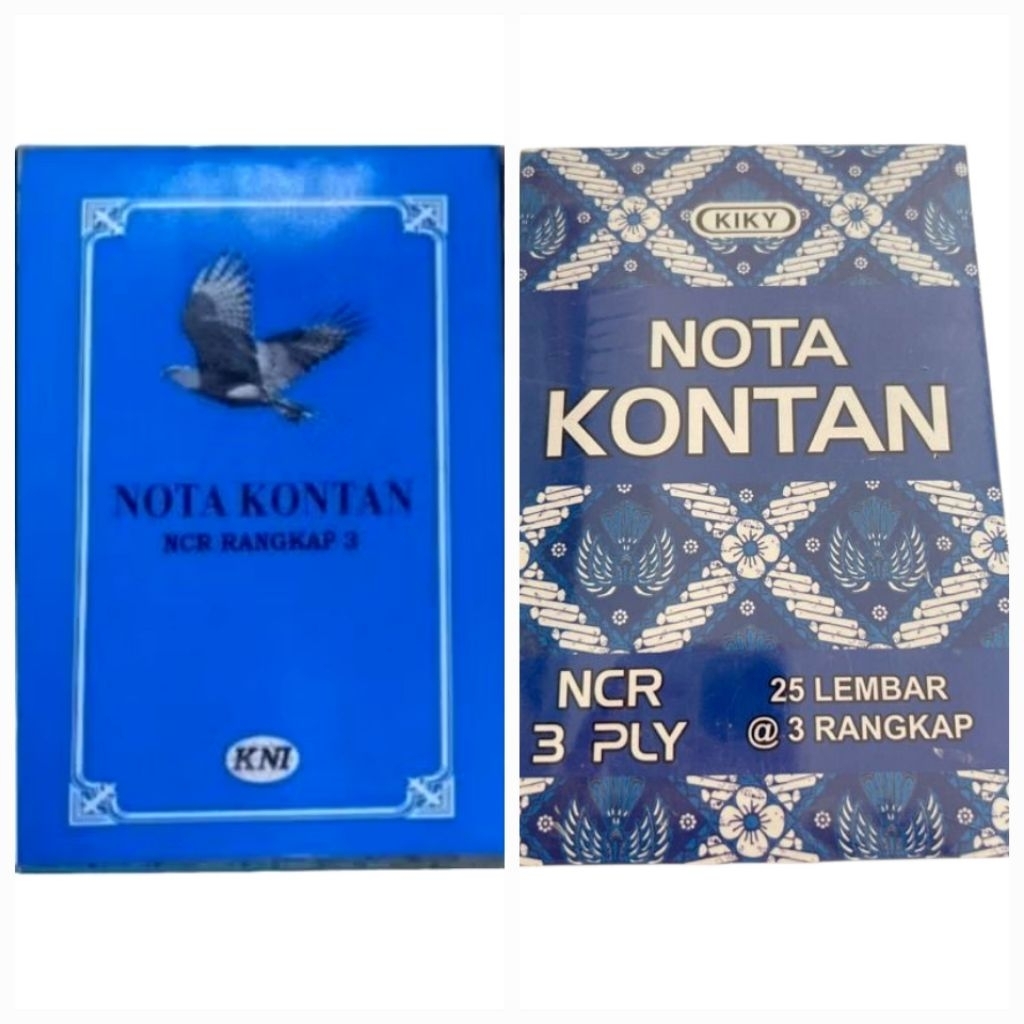 NOTA KONTAN
NCR RANGKAP 3
KNI
KIKY
NOTA
KONTAN
NCR
3 PLY
25 LEMBAR
@ 3 RANGKAP